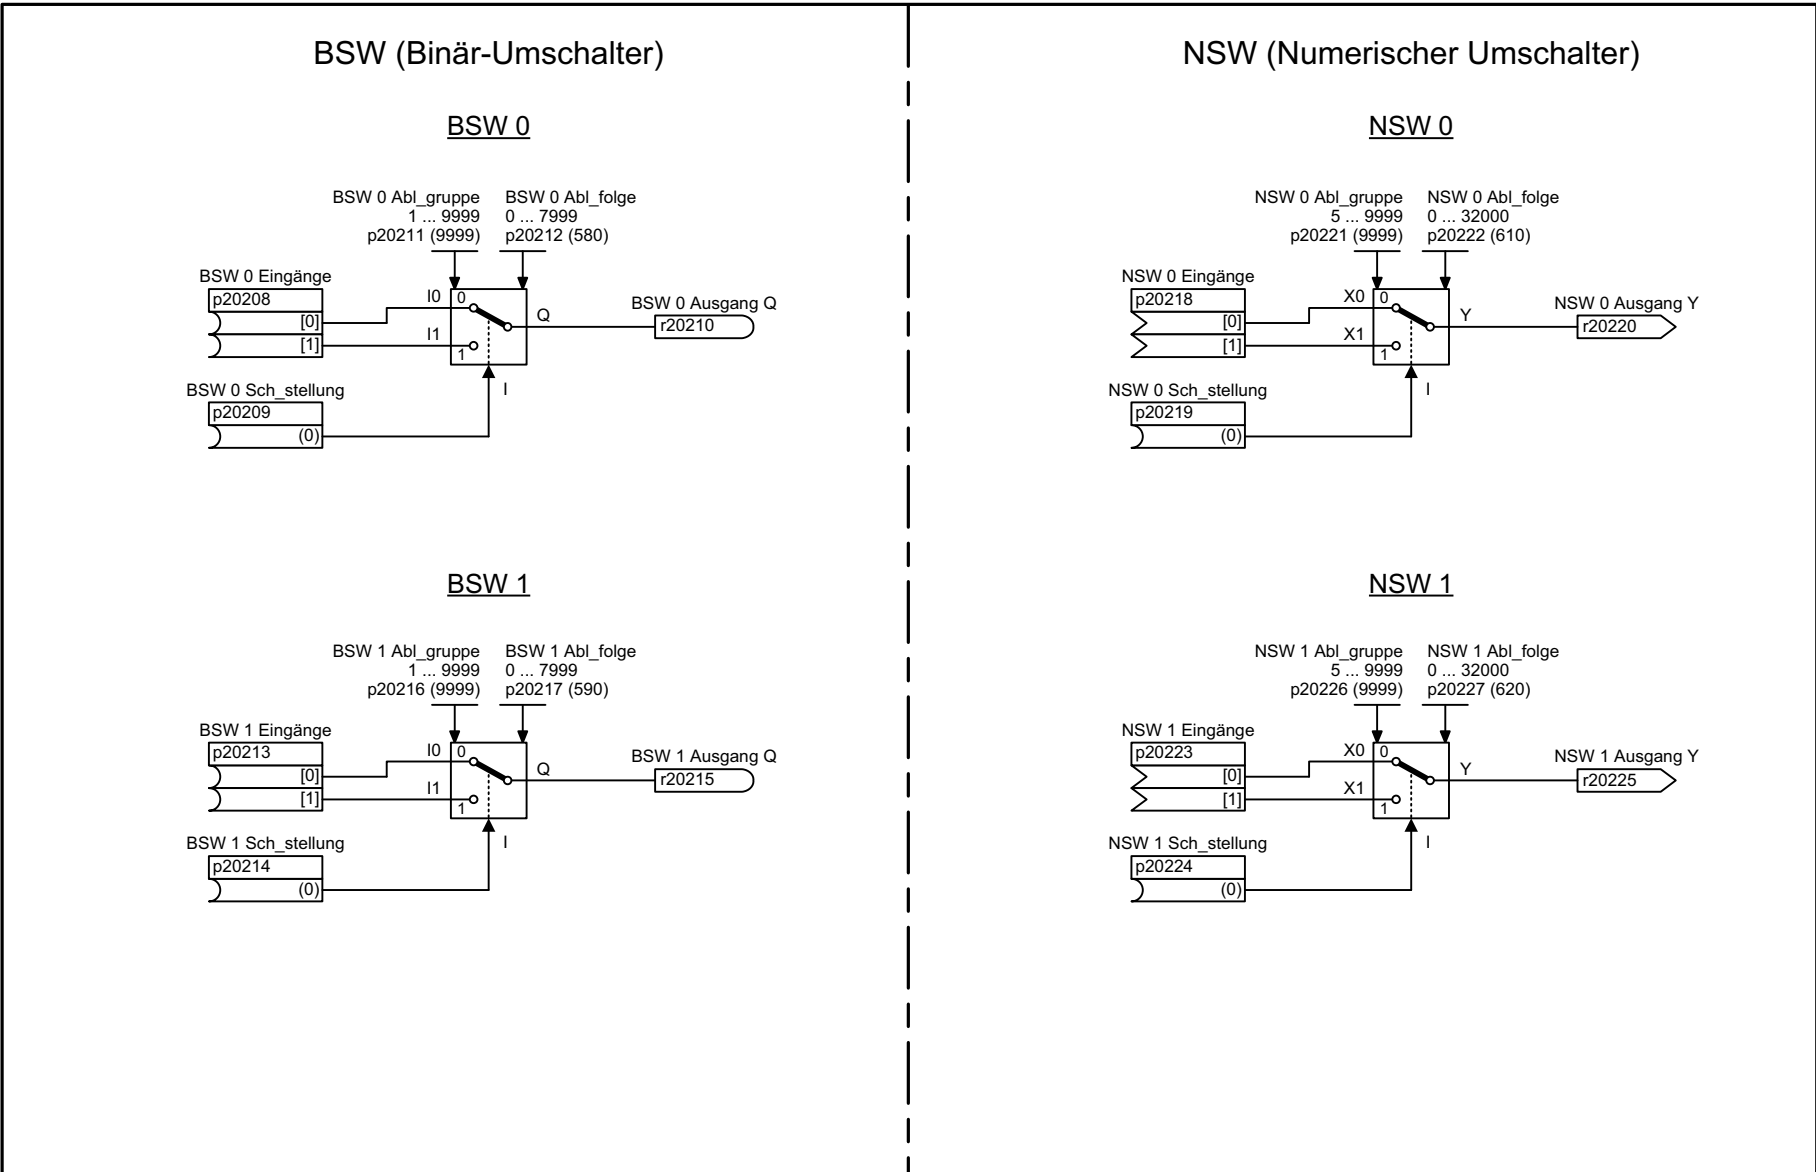 BSW (Binär-Umschalter)
BSW 0
BSW 0 Abl_gruppe
1 ... 9999
p20211 (9999)
BSW 0 Abl_folge
0 ... 7999
p20212 (580)
BSW 0 Eingänge
p20208
[0]
[1]
I0
I1
0
1
Q
I
BSW 0 Ausgang Q
r20210
BSW 0 Sch_stellung
p20209
(0)
BSW 1
BSW 1 Abl_gruppe
1 ... 9999
p20216 (9999)
BSW 1 Abl_folge
0 ... 7999
p20217 (590)
BSW 1 Eingänge
p20213
[0]
[1]
I0
I1
0
1
Q
I
BSW 1 Ausgang Q
r20215
BSW 1 Sch_stellung
p20214
(0)
NSW (Numerischer Umschalter)
NSW 0
NSW 0 Abl_gruppe
5 ... 9999
p20221 (9999)
NSW 0 Abl_folge
0 ... 32000
p20222 (610)
NSW 0 Eingänge
p20218
[0]
[1]
X0
X1
0
1
Y
I
NSW 0 Ausgang Y
r20220
NSW 0 Sch_stellung
p20219
(0)
NSW 1
NSW 1 Abl_gruppe
5 ... 9999
p20226 (9999)
NSW 1 Abl_folge
0 ... 32000
p20227 (620)
NSW 1 Eingänge
p20223
[0]
[1]
X0
X1
0
1
Y
I
NSW 1 Ausgang Y
r20225
NSW 1 Sch_stellung
p20224
(0)